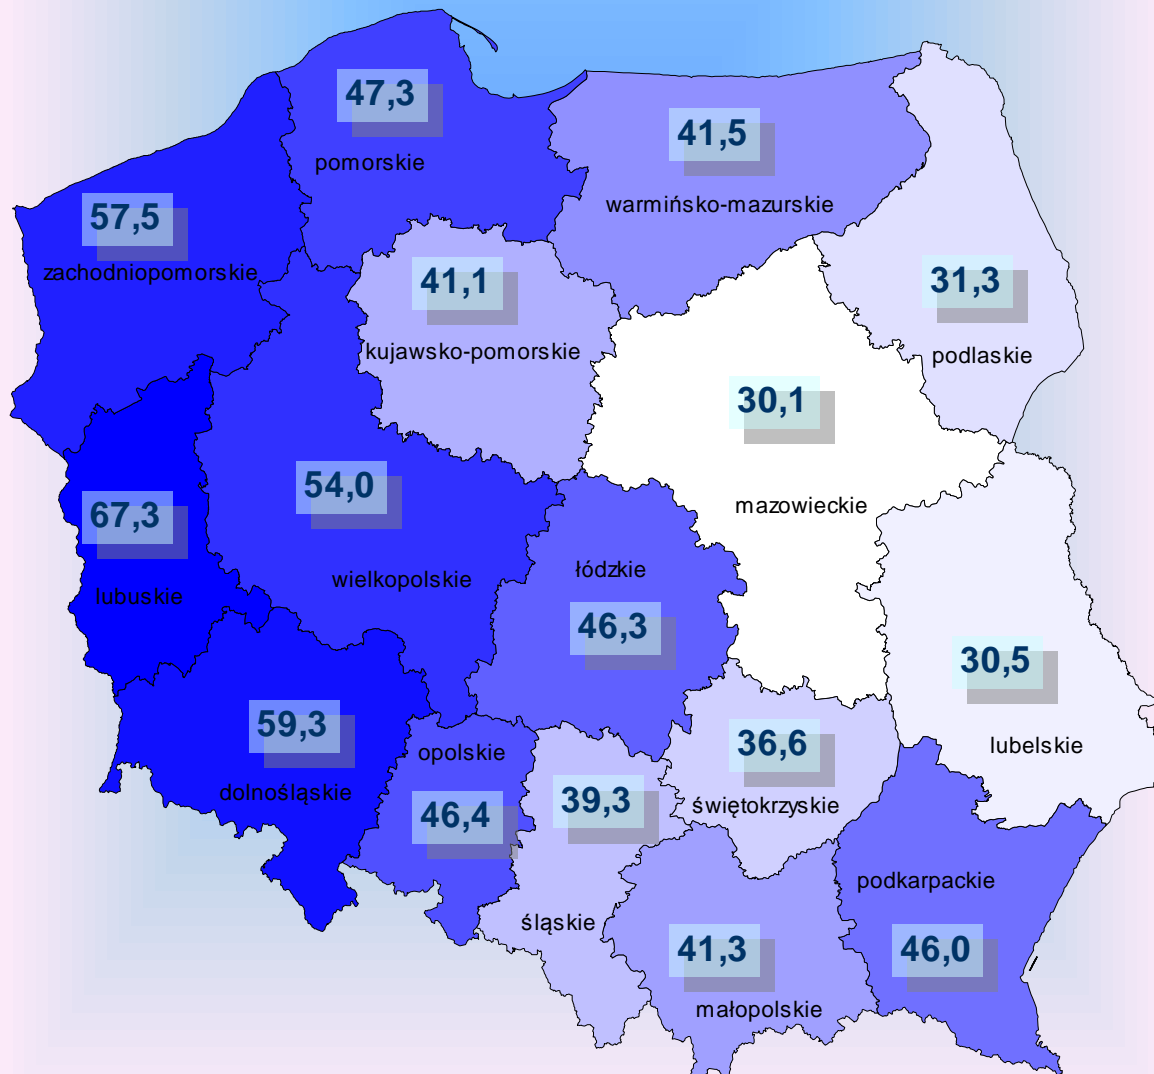 47,3
pomorskie
41,5
warmińsko-mazurskie
57,5
zachodniopomorskie
41,1
kujawsko-pomorskie
31,3
podlaskie
30,1
mazowieckie
54,0
wielkopolskie
67,3
lubuskie
łódzkie
46,3
30,5
lubelskie
59,3
dolnośląskie
opolskie
46,4
39,3
śląskie
36,6
świętokrzyskie
podkarpackie
46,0
41,3
małopolskie